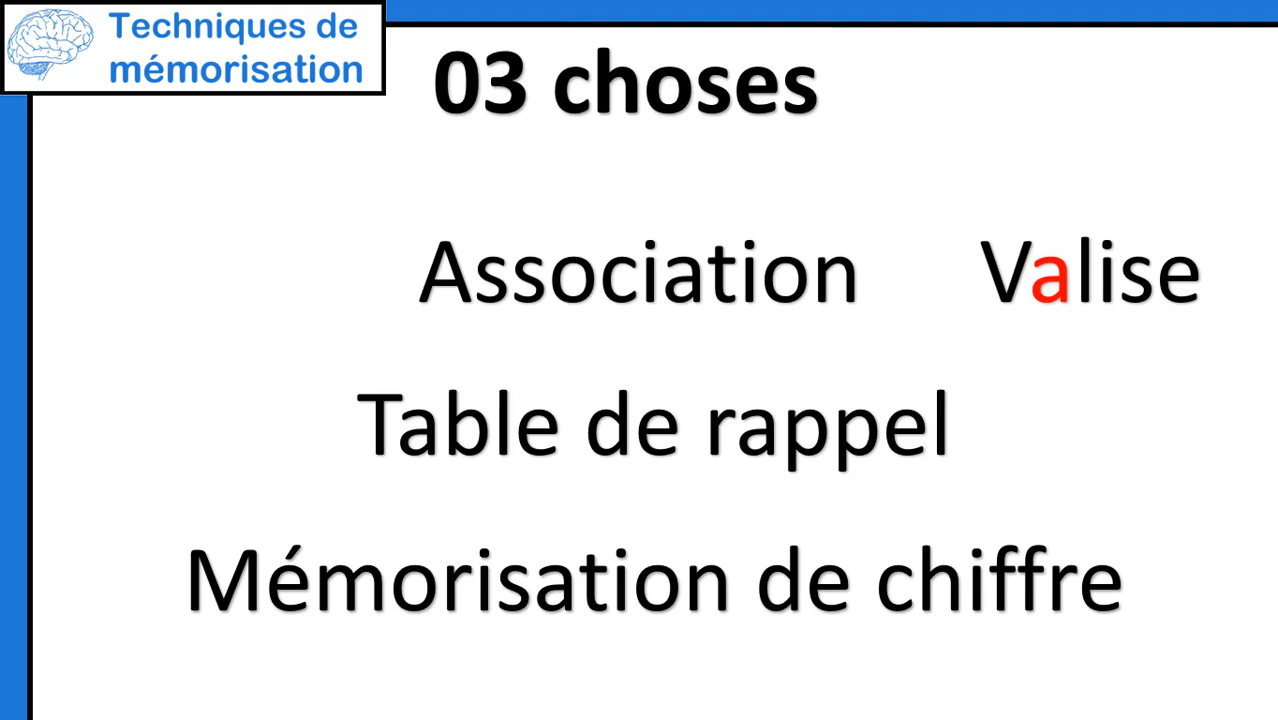 Techniques de
mémorisation
03 choses
Association Valise
Table de rappel
Mémorisation de chiffre